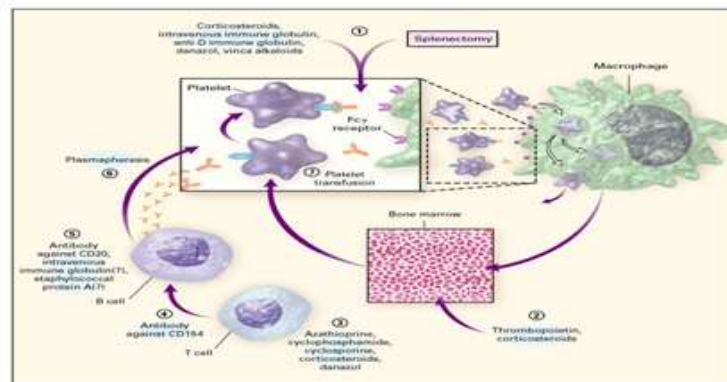 Corticosteroids,
intravenous immune globulin,
anti-D immune globulin,
danazol, vinca alkaloids
①
Splenectomy
Macrophage
Platelet
Fcγ
receptor
⑦ Platelet
transfusion
Plasmapheresis
⑥
Bone marrow
⑤
Antibody
against CD20,
intravenous
immune globulin(?),
staphylococcal
protein A(?)
B cell
④
Antibody
against CD154
T cell
③
Azathioprine,
cyclophosphamide,
cyclosporine,
corticosteroids,
danazol
②
Thrombopoietin,
corticosteroids